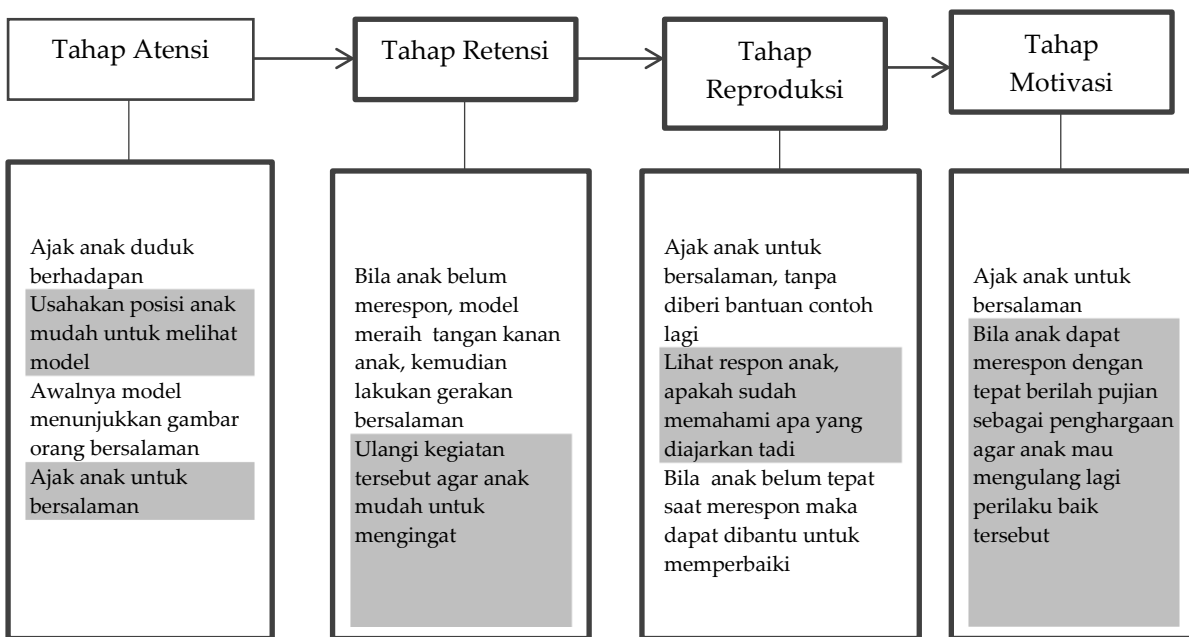 Tahap Atensi
Tahap Retensi
Tahap
Reproduksi
Tahap
Motivasi
Ajak anak duduk
berhadapan
Usahakan posisi anak
mudah untuk melihat
model
Awalnya model
menunjukkan gambar
orang bersalaman
Ajak anak untuk
bersalaman
Bila anak belum
merespon, model
meraih tangan kanan
anak, kemudian
lakukan gerakan
bersalaman
Ulangi kegiatan
tersebut agar anak
mudah untuk
mengingat
Ajak anak untuk
bersalaman, tanpa
diberi bantuan contoh
lagi
Lihat respon anak,
apakah sudah
memahami apa yang
diajarkan tadi
Bila anak belum tepat
saat merespon maka
dapat dibantu untuk
memperbaiki
Ajak anak untuk
bersalaman
Bila anak dapat
merespon dengan
tepat berilah pujian
sebagai penghargaan
agar anak mau
mengulang lagi
perilaku baik
tersebut